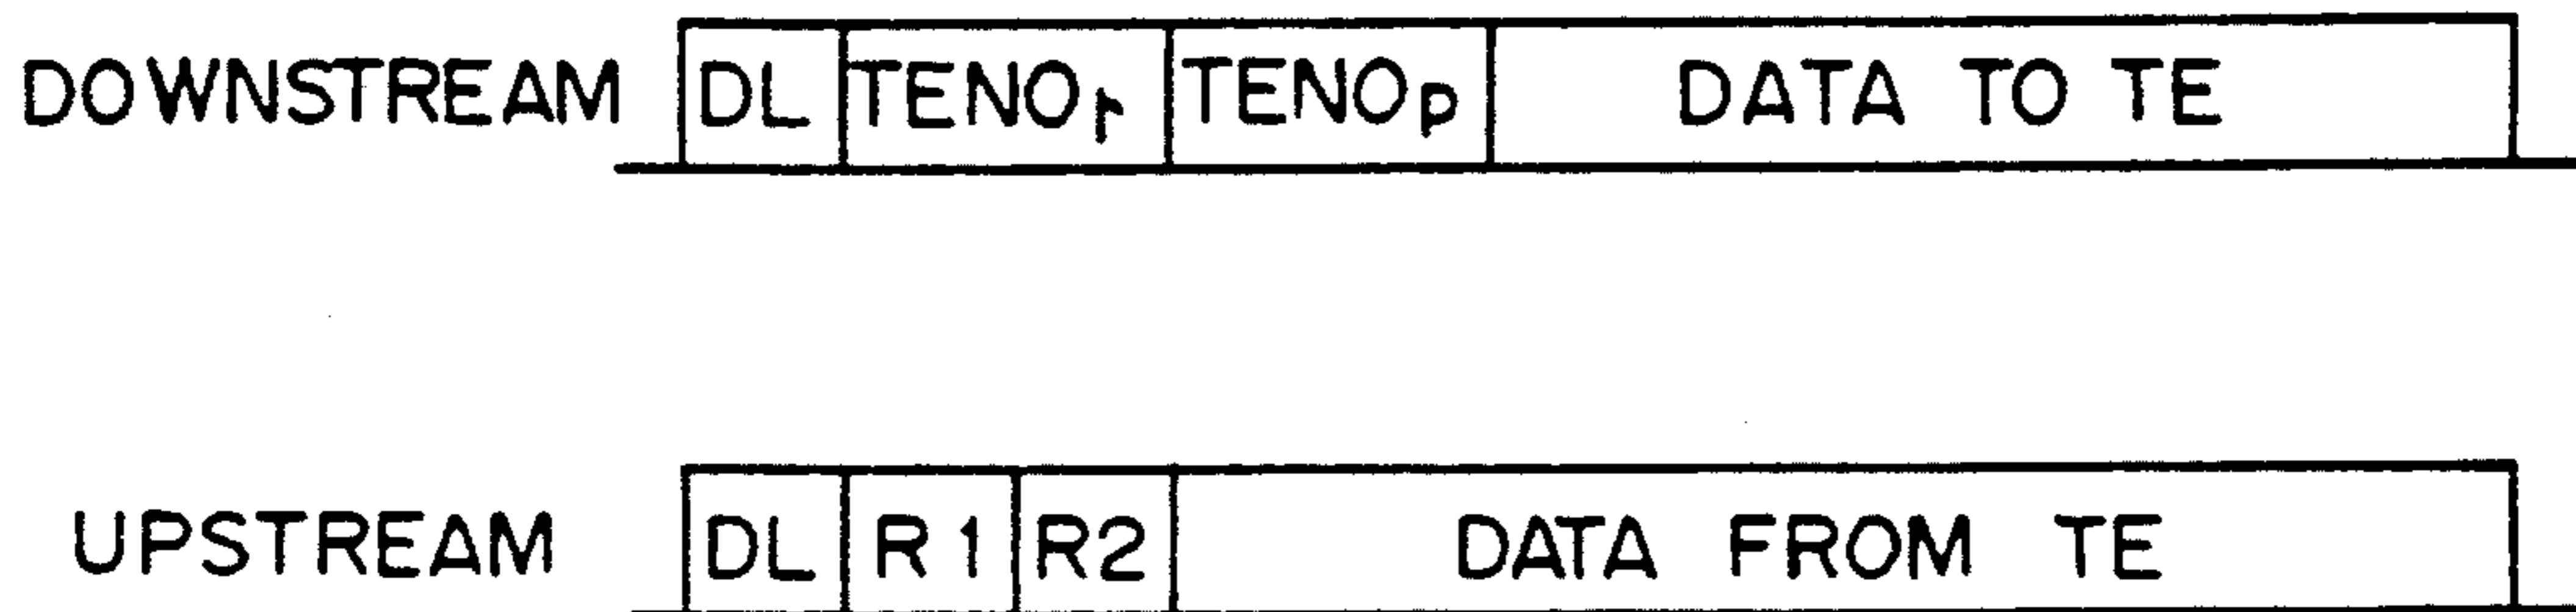 DOWNSTREAM DL TENOr TENOp DATA TO TE
UPSTREAM DL R1 R2 DATA FROM TE